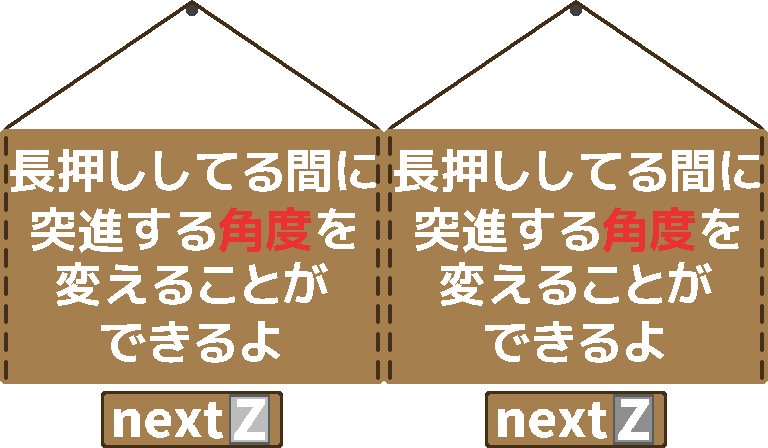 長押ししてる間に
突進する角度を
変えることが
できるよ
next Z
長押ししてる間に
突進する角度を
変えることが
できるよ
next Z